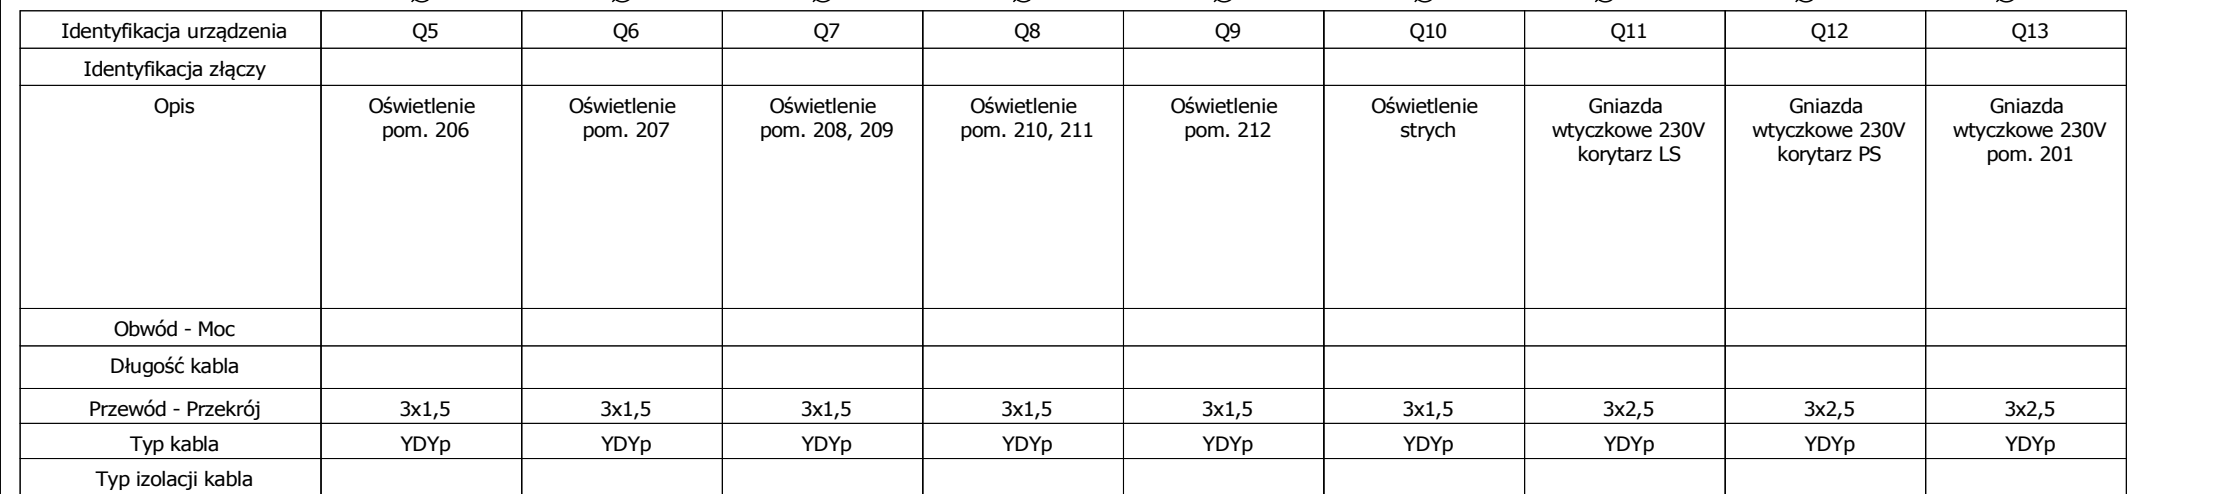 Identyfikacja urządzenia Q5 Q6 Q7 Q8 Q9 Q10 Q11 Q12 Q13
Identyfikacja złączy
Opis Oświetlenie Oświetlenie Oświetlenie Oświetlenie Oświetlenie Oświetlenie Gniazda Gniazda Gniazda
pom. 206 pom. 207 pom. 208, 209 pom. 210, 211 pom. 212 strych wtyczkowe 230V wtyczkowe 230V wtyczkowe 230V
korytarz LS korytarz PS pom. 201
Obwód - Moc
Długość kabla
Przewód - Przekrój 3x1,5 3x1,5 3x1,5 3x1,5 3x1,5 3x1,5 3x2,5 3x2,5 3x2,5
Typ kabla YDYp YDYp YDYp YDYp YDYp YDYp YDYp YDYp YDYp
Typ izolacji kabla